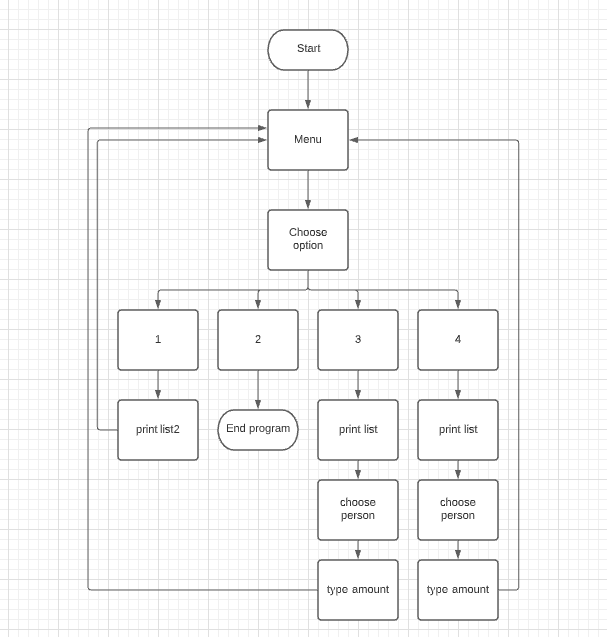 Start
Menu
Choose
option
1
2
3
4
print list2
End program
print list
print list
choose
person
choose
person
type amount
type amount